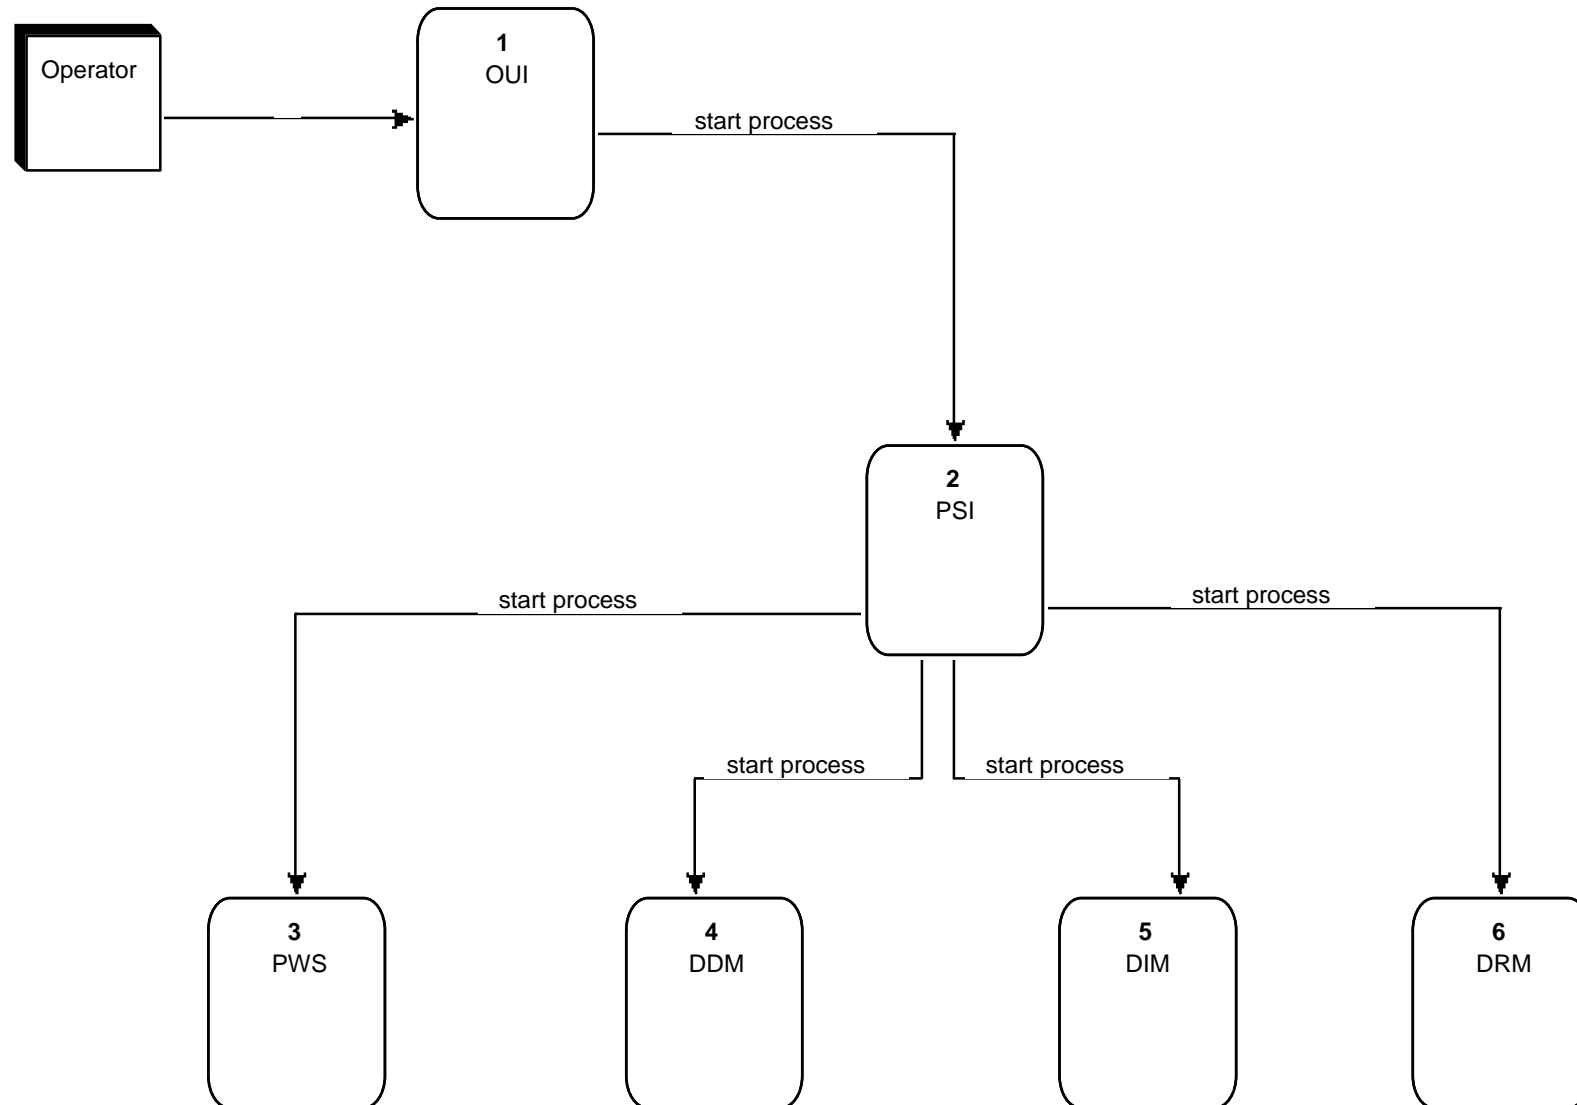 Operator
1
OUI
start process
2
PSI
start process
start process
start process
start process
3
PWS
4
DDM
5
DIM
6
DRM